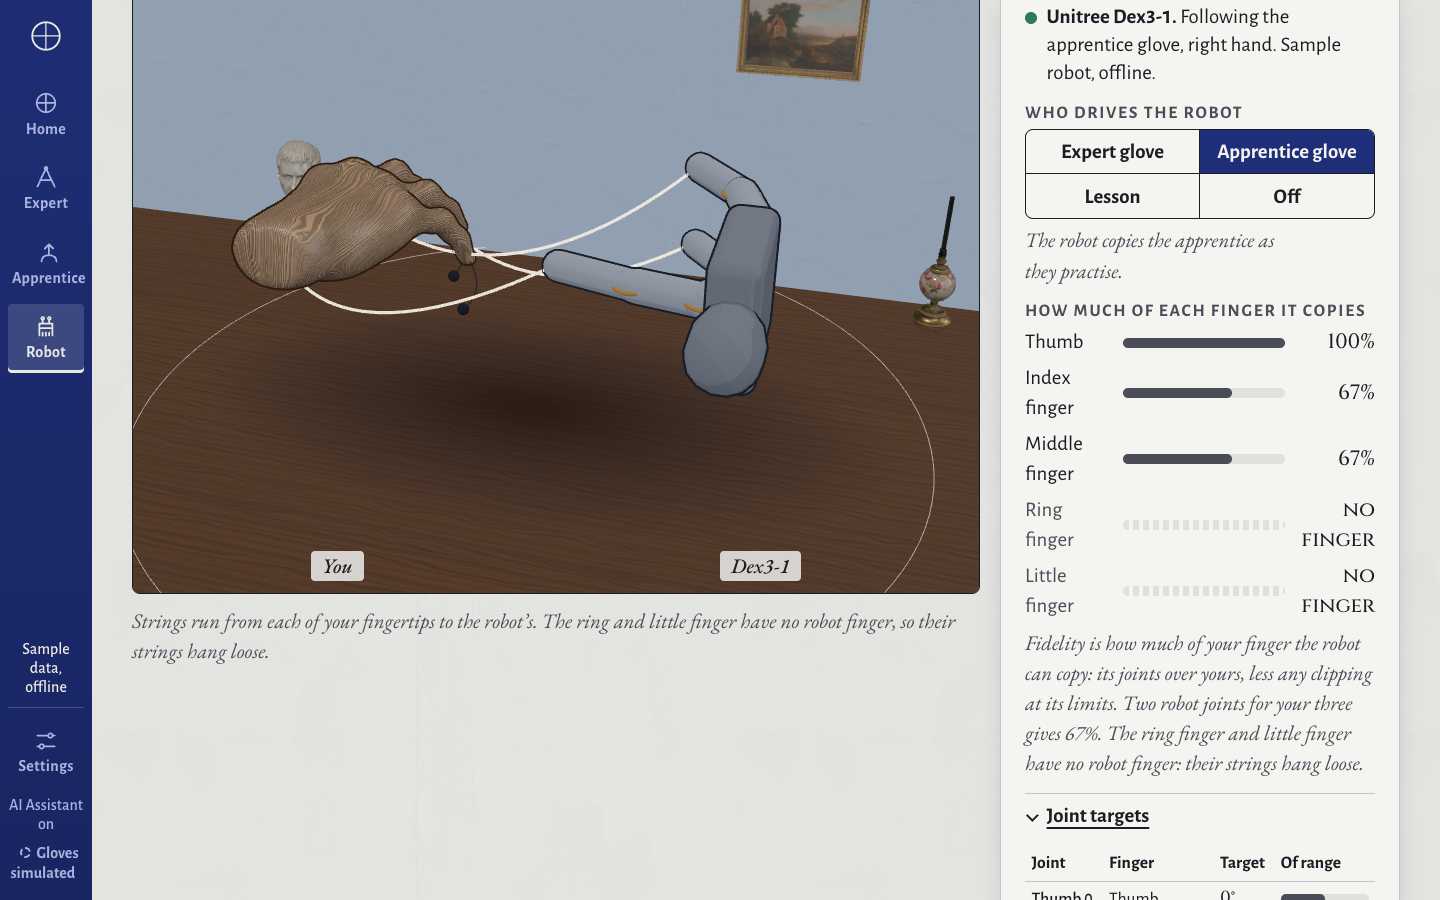 Home
Expert
Apprentice
Robot
Sample
data,
offline
Settings
AI Assistant
on
Gloves
simulated
You
Dex3-1
Strings run from each of your fingertips to the robot’s. The ring and little finger have no robot finger, so their
strings hang loose.
Unitree Dex3-1. Following the
apprentice glove, right hand. Sample
robot, offline.
WHO DRIVES THE ROBOT
Expert glove
Apprentice glove
Lesson
Off
The robot copies the apprentice as
they practise.
HOW MUCH OF EACH FINGER IT COPIES
Thumb 100%
Index
finger
67%
Middle
finger
67%
Ring
finger
NO
FINGER
Little
finger
NO
FINGER
Fidelity is how much of your finger the robot
can copy: its joints over yours, less any clipping
at its limits. Two robot joints for your three
gives 67%. The ring finger and little finger
have no robot finger: their strings hang loose.
Joint targets
Joint Finger Target Of range
Thumb 0 Thumb 0°